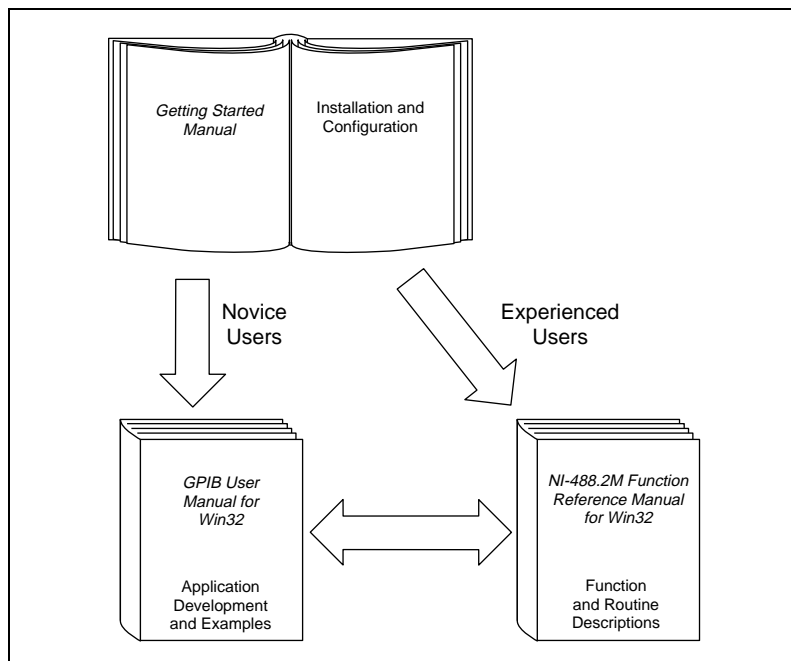 Getting Started
Manual
Installation and
Configuration
Novice
Users
Experienced
Users
GPIB User
Manual for
Win32
Application
Development
and Examples
NI-488.2M Function
Reference Manual
for Win32
Function
and Routine
Descriptions